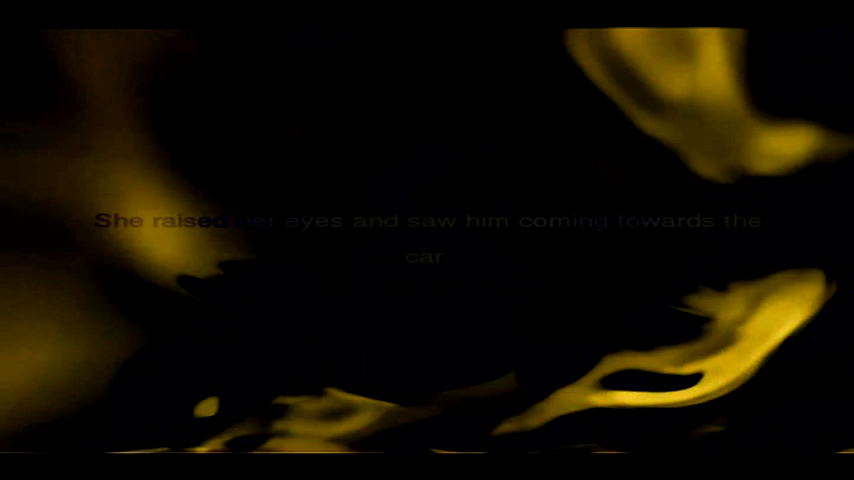 She raised her eyes and saw him coming towards the
car.